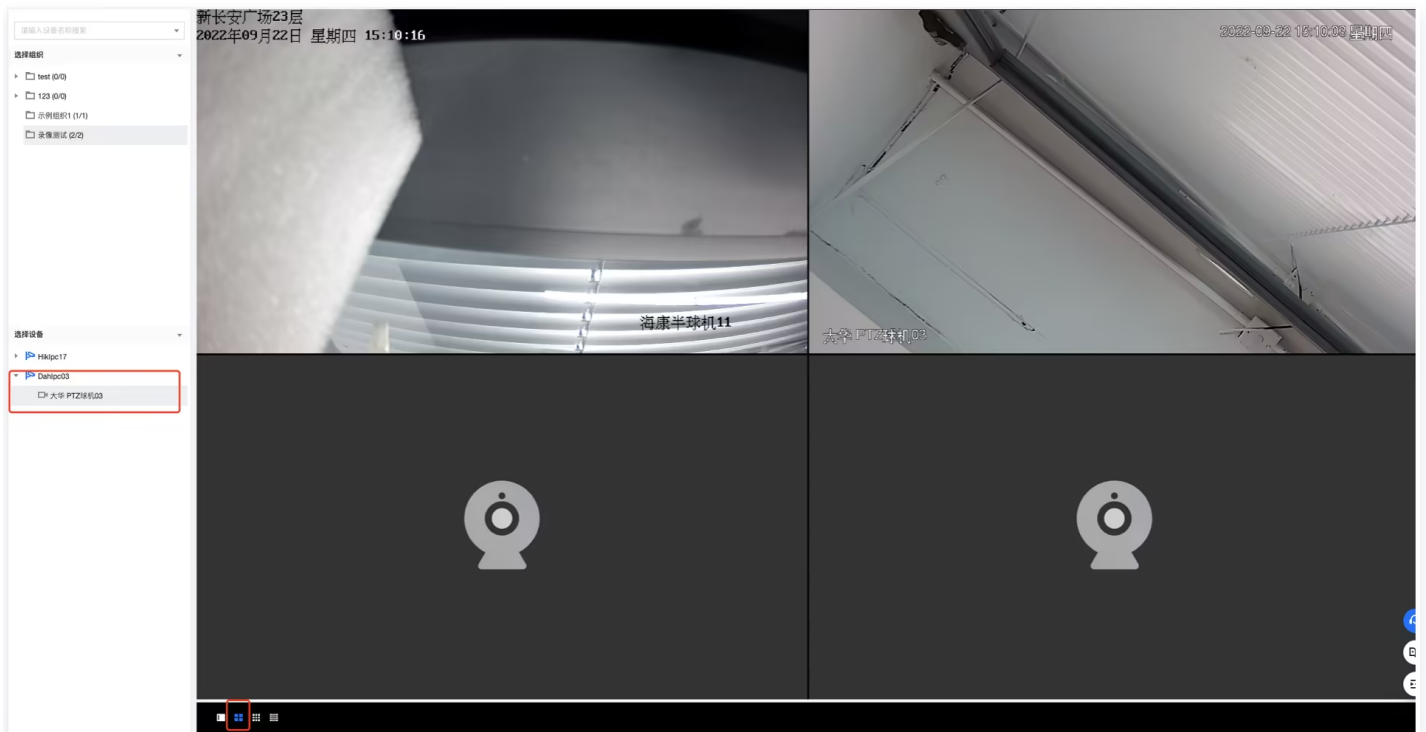 请输入设备名称搜索
选择组织
test (0/0)
123 (0/0)
示例组织1 (1/1)
录像测试 (2/2)
选择设备
HikIpc17
DahIpc03
大华 PTZ球机03
新长安广场23层
2022年09月22日 星期四 15:10:16
海康半球机11
2022-09-22 15:10:08 星期四
大华 PTZ球机03